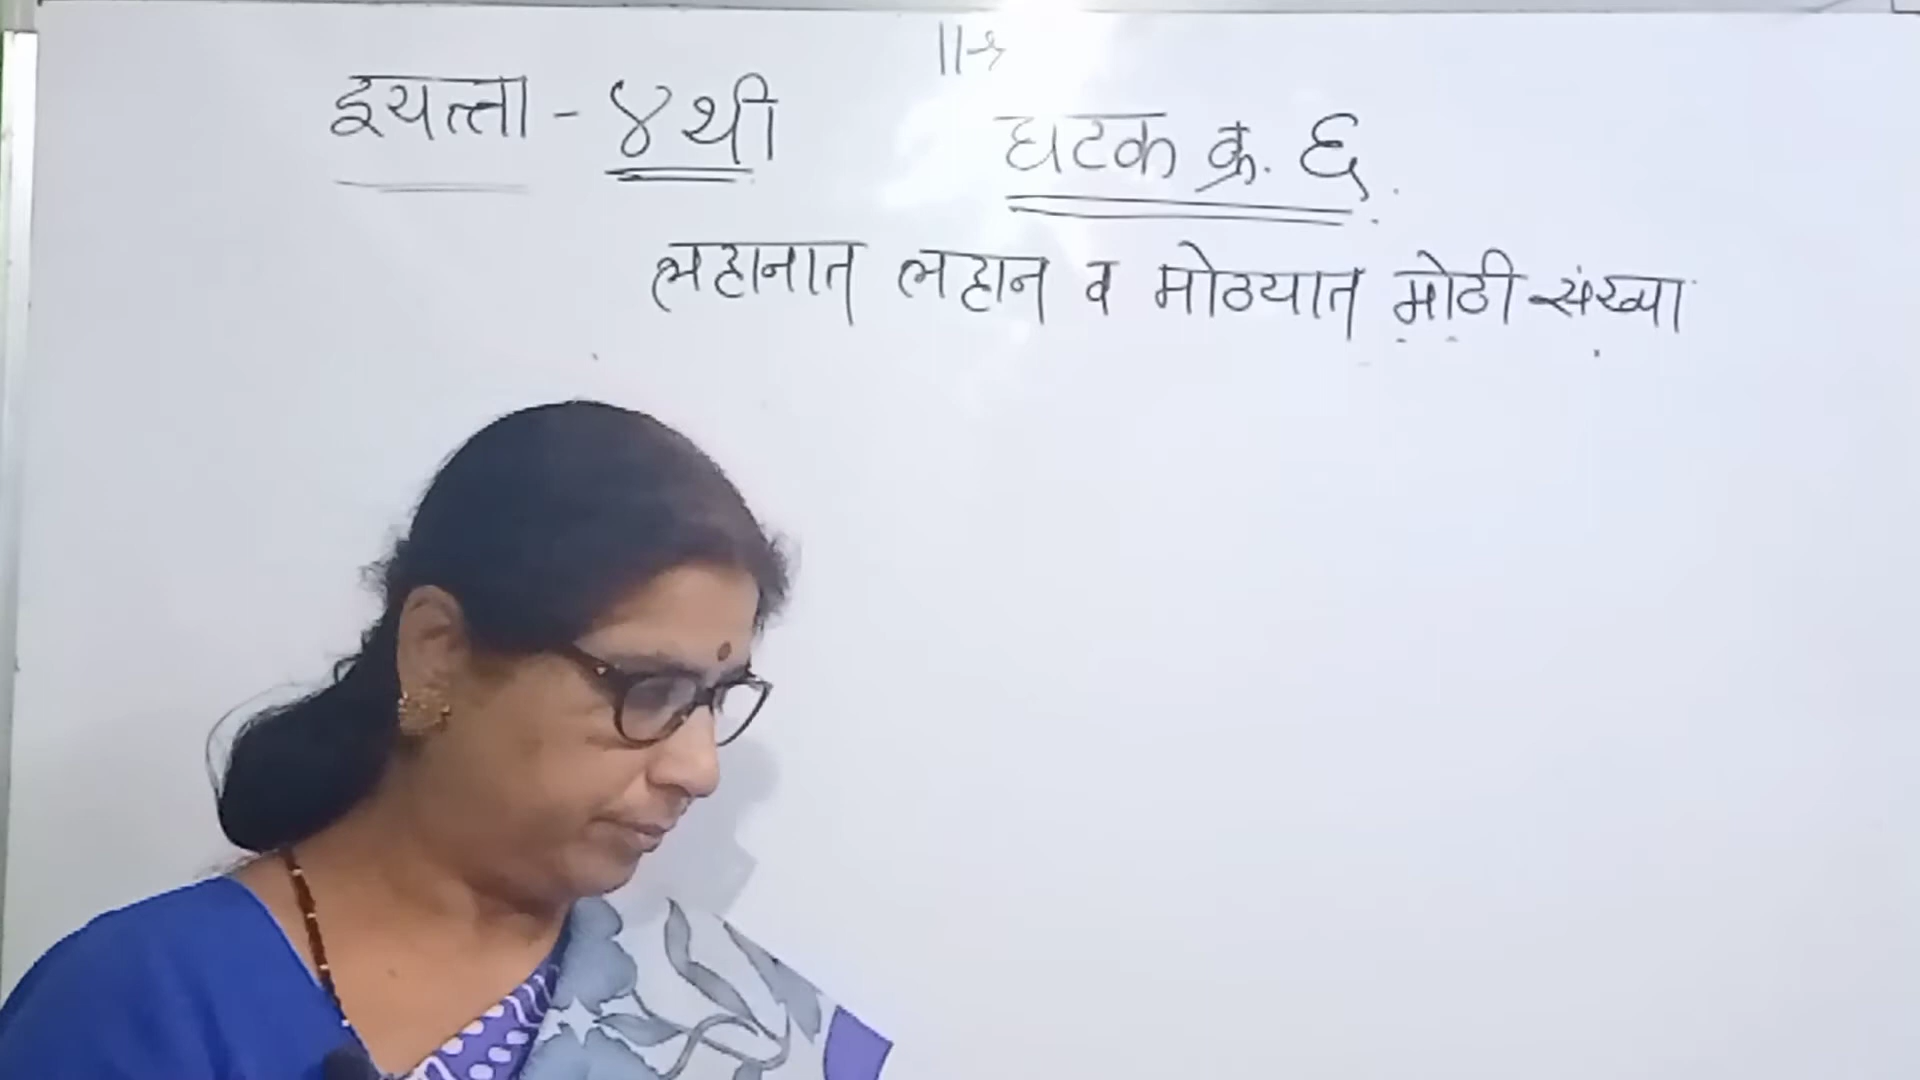 ॥श्री॥
इयत्ता - ४थी
घटक क्र. ६.
लहानात लहान व मोठ्यात मोठी संख्या